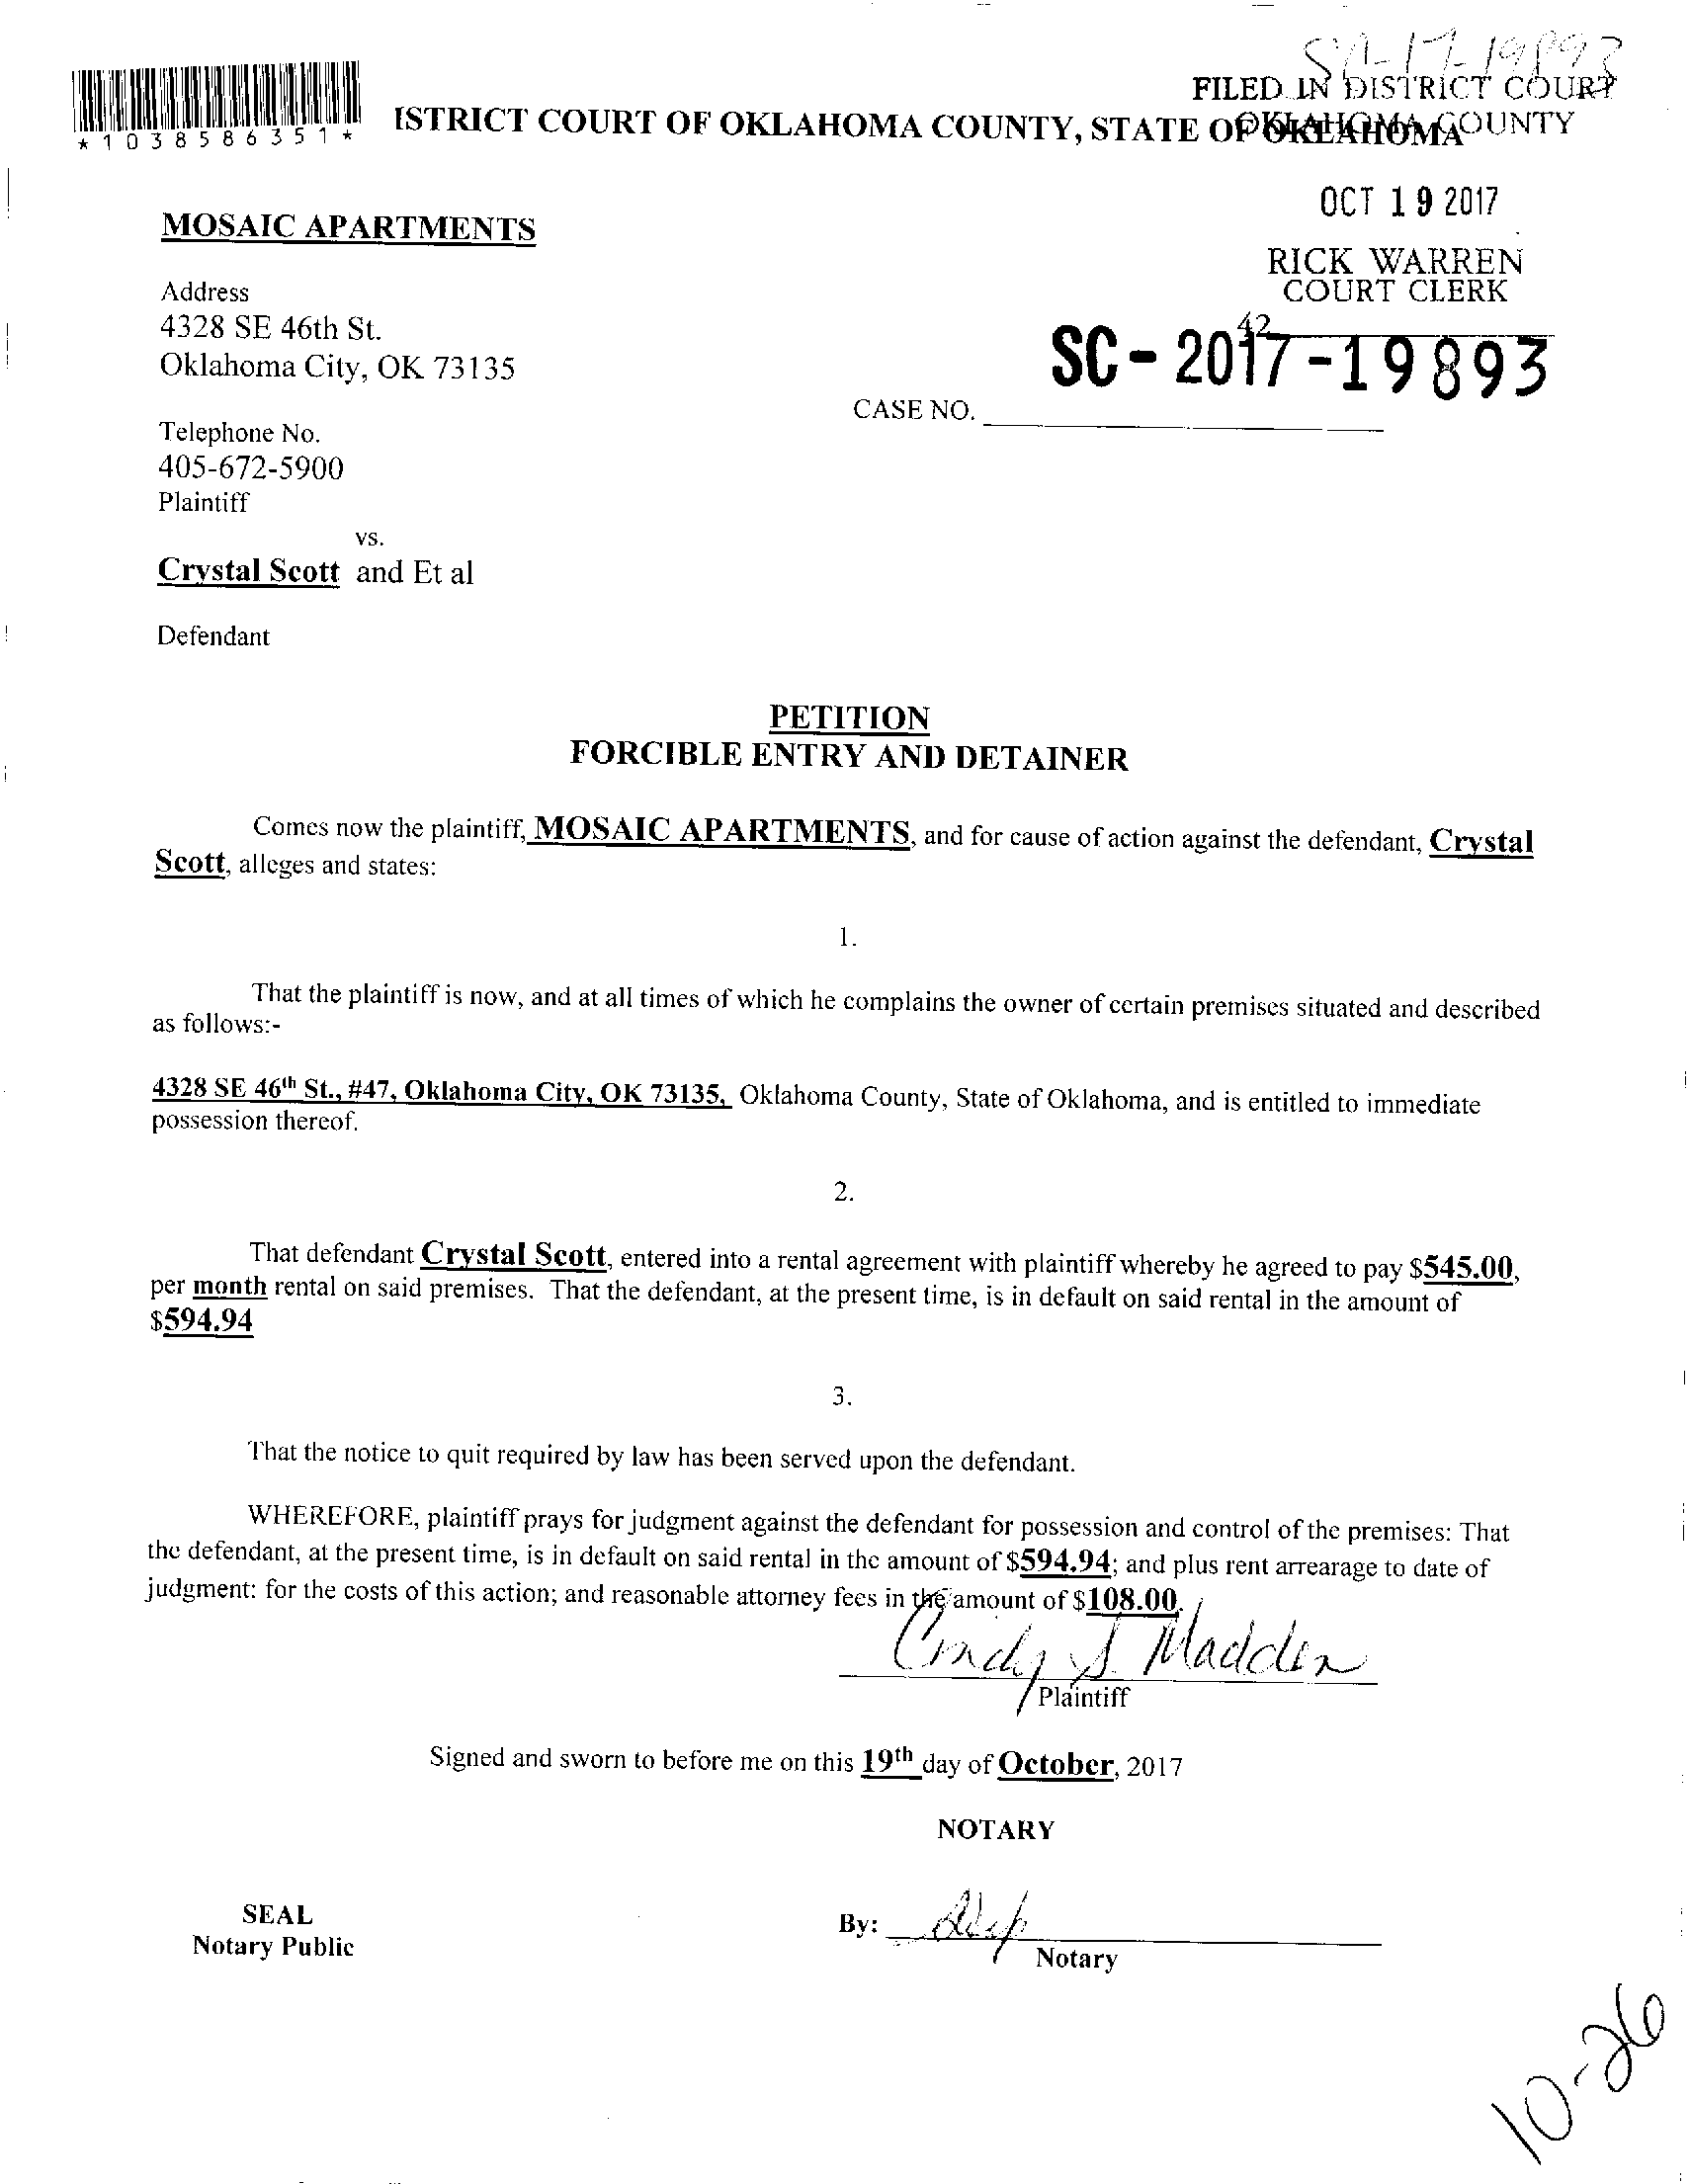 SC-17-19893
FILED IN DISTRICT COURT
OKLAHOMA COUNTY
*1038586351*
ISTRICT COURT OF OKLAHOMA COUNTY, STATE OF OKLAHOMA
OCT 19 2017
MOSAIC APARTMENTS
RICK WARREN
COURT CLERK
Address
4328 SE 46th St.
42
Oklahoma City, OK 73135
SC-2017-19893
CASE NO.
Telephone No.
405-672-5900
Plaintiff
vs.
Crystal Scott and Et al
Defendant
PETITION
FORCIBLE ENTRY AND DETAINER
Comes now the plaintiff, MOSAIC APARTMENTS, and for cause of action against the defendant, Crystal
Scott, alleges and states:
1.
That the plaintiff is now, and at all times of which he complains the owner of certain premises situated and described
as follows:-
4328 SE 46th St., #47, Oklahoma City, OK 73135, Oklahoma County, State of Oklahoma, and is entitled to immediate
possession thereof.
2.
That defendant Crystal Scott, entered into a rental agreement with plaintiff whereby he agreed to pay $545.00,
per month rental on said premises. That the defendant, at the present time, is in default on said rental in the amount of
$594.94
3.
That the notice to quit required by law has been served upon the defendant.
WHEREFORE, plaintiff prays for judgment against the defendant for possession and control of the premises: That
the defendant, at the present time, is in default on said rental in the amount of $594.94; and plus rent arrearage to date of
judgment: for the costs of this action; and reasonable attorney fees in the amount of $108.00.
Cindy S. Madden
Plaintiff
Signed and sworn to before me on this 19th day of October, 2017
NOTARY
SEAL
Notary Public
By:
Notary
10-26